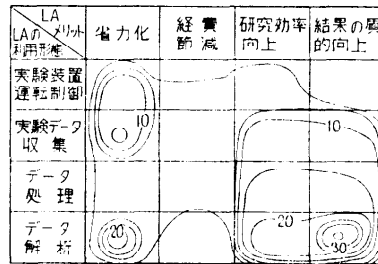 LA
メリット
LAの
利用形態
省力化
経費
節減
研究効率
向上
結果の質
的向上
実験装置
運転制御
10
実験データ
収集
10
データ
処理
データ
解析
20
20
30